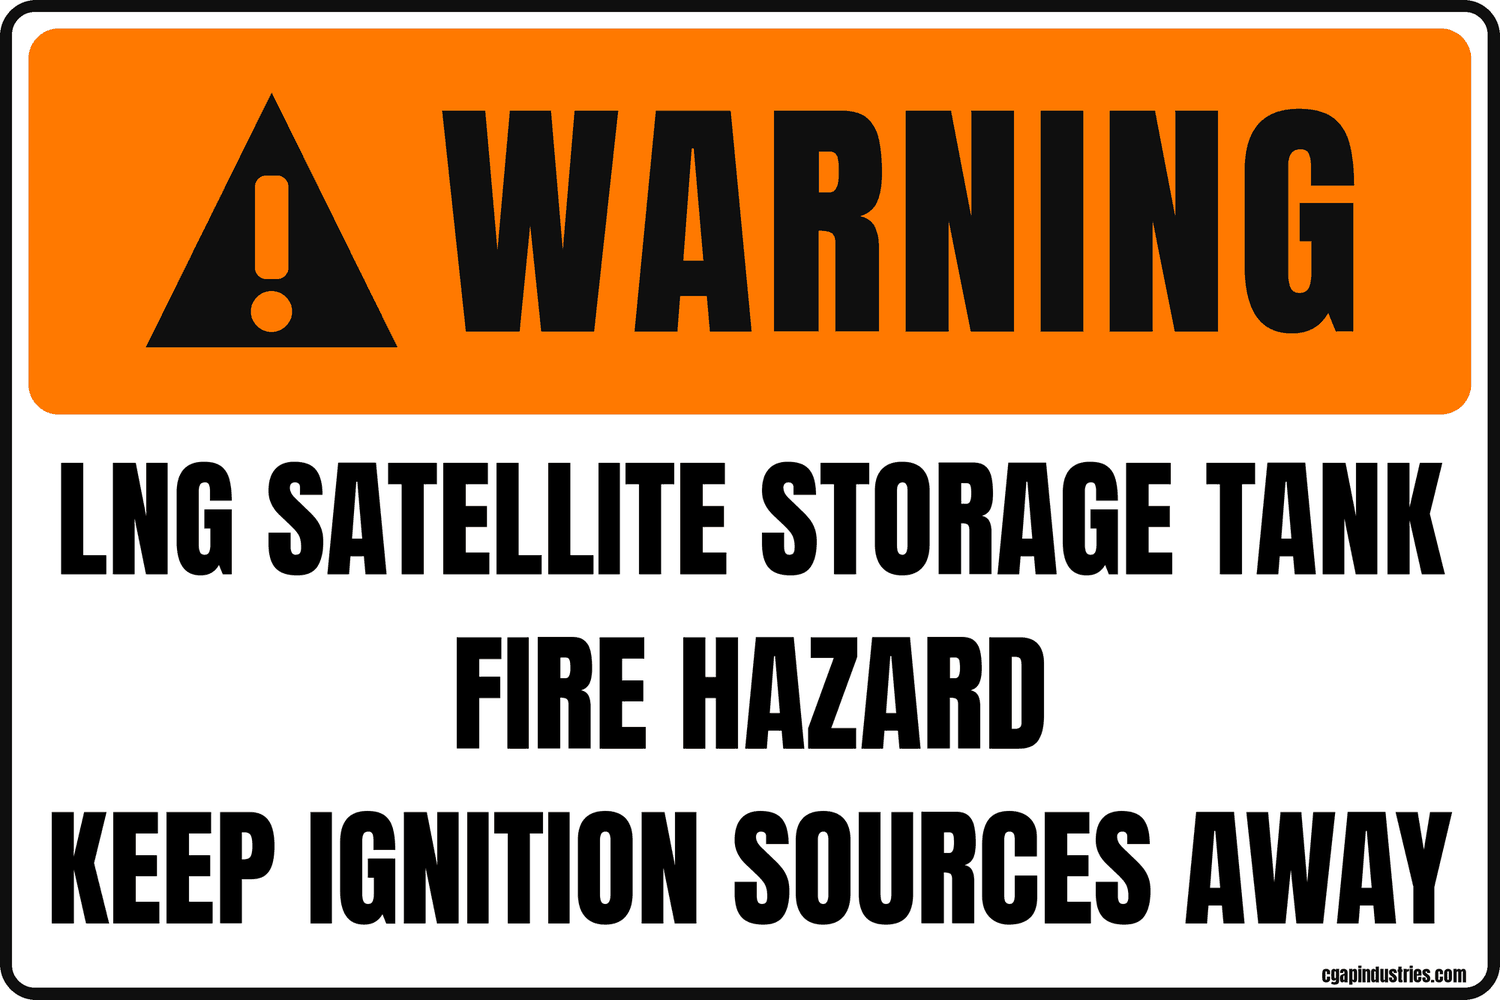 WARNING
LNG SATELLITE STORAGE TANK
FIRE HAZARD
KEEP IGNITION SOURCES AWAY
cgapindustries.com